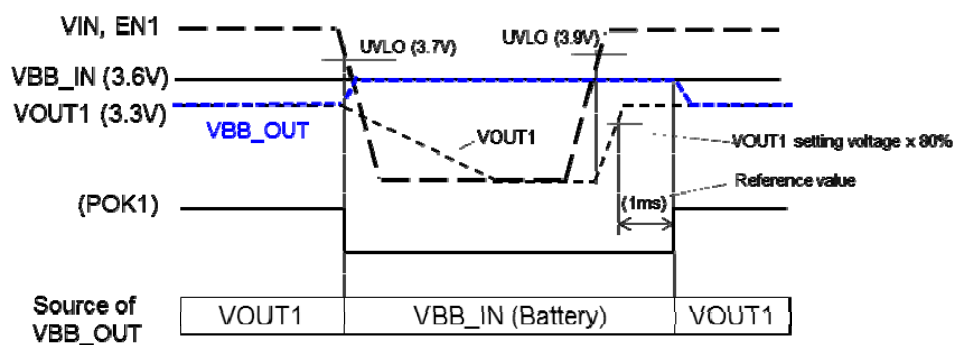 VIN, EN1
UVLO (3.7V)
UVLO (3.9V)
VBB_IN (3.6V)
VOUT1 (3.3V)
VBB_OUT
VOUT1
VOUT1 setting voltage x 80%
Reference value
(1ms)
(POK1)
Source of
VBB_OUT
VOUT1
VBB_IN (Battery)
VOUT1